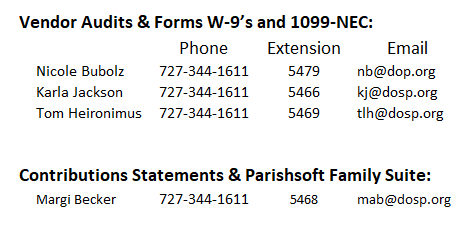 Vendor Audits & Forms W-9's and 1099-NEC:
Phone Extension Email
Nicole Bubolz 727-344-1611 5479 nb@dop.org
Karla Jackson 727-344-1611 5466 kj@dosp.org
Tom Heironimus 727-344-1611 5469 tlh@dosp.org
Contributions Statements & Parishsoft Family Suite:
Margi Becker 727-344-1611 5468 mab@dosp.org